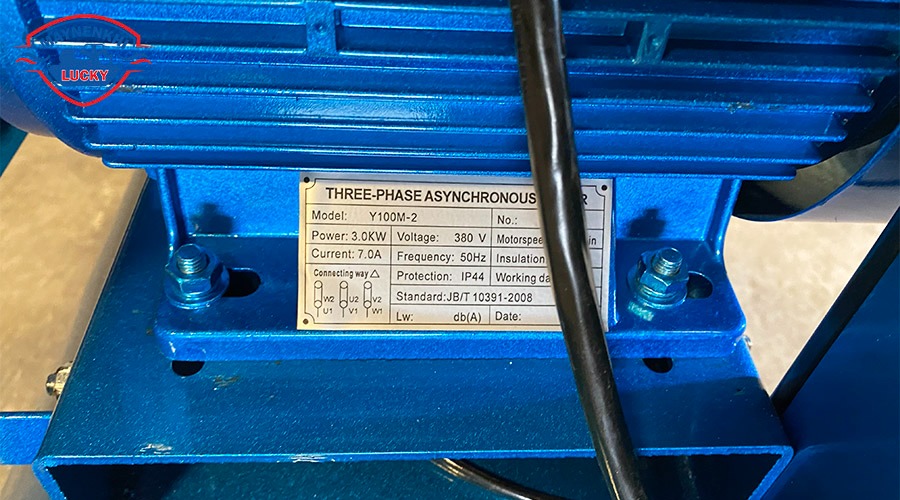 LUCKY
THREE-PHASE ASYNCHRONOUS
Model: Y100M-2 No.:
Power: 3.0KW Voltage: 380 V
Current: 7.0A Frequency: 50Hz Insulation
Connecting way △ Protection: IP44 Working
W2 U2 V2
U1 V1 W1
Standard:JB/T 10391-2008
Lw: db(A) Date: